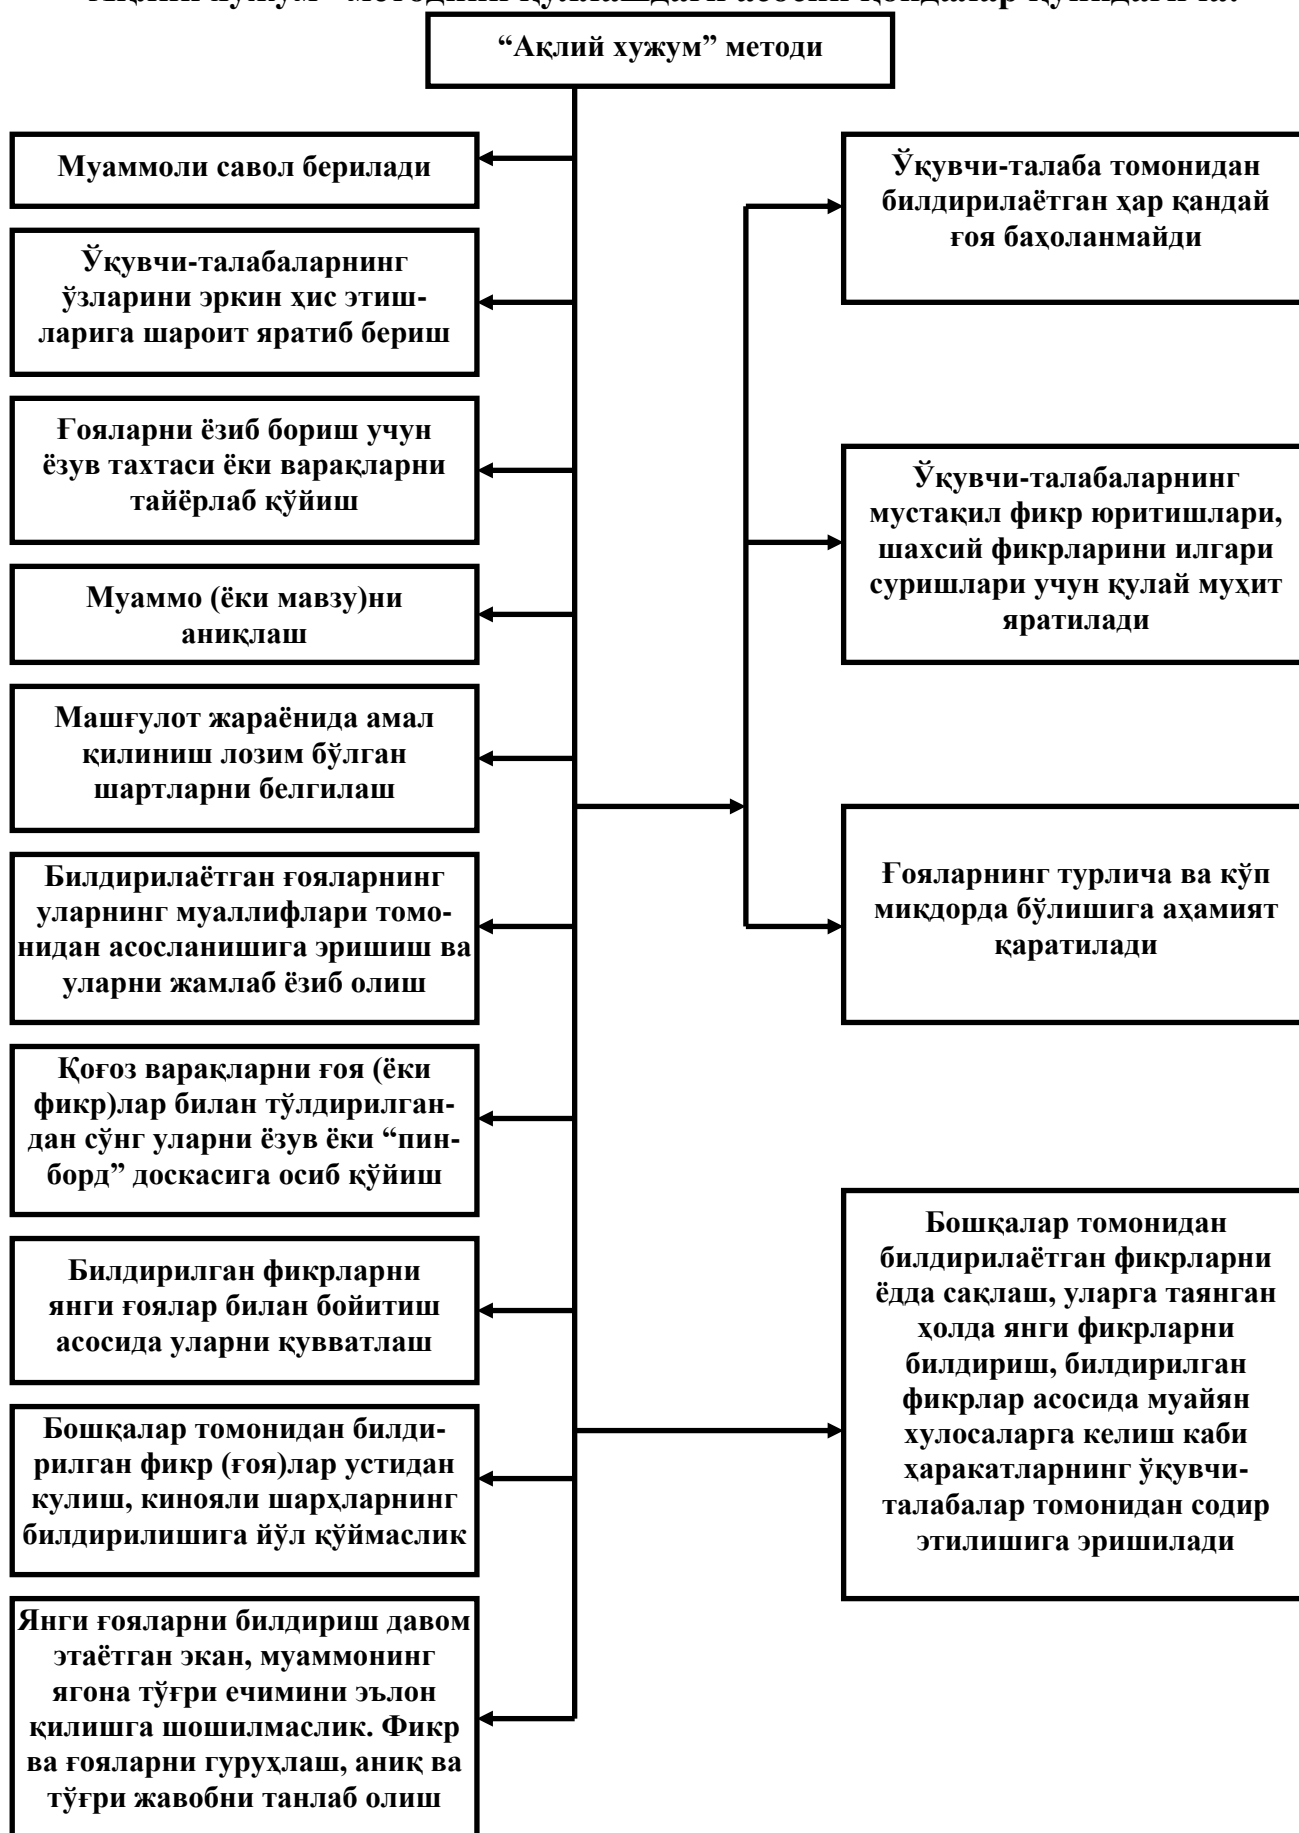 “Ақлий хужум” методи
Муаммоли савол берилади
Ўқувчи-талабаларнинг
ўзларини эркин ҳис этиш-
ларига шароит яратиб бериш
Ғояларни ёзиб бориш учун
ёзув тахтаси ёки варақларни
тайёрлаб қўйиш
Муаммо (ёки мавзу)ни
аниқлаш
Машғулот жараёнида амал
қилиниш лозим бўлган
шартларни белгилаш
Билдирилаётган ғояларнинг
уларнинг муаллифлари томо-
нидан асосланишига эришиш ва
уларни жамлаб ёзиб олиш
Қоғоз варақларни ғоя (ёки
фикр)лар билан тўлдирилган-
дан сўнг уларни ёзув ёки “пин-
борд” доскасига осиб қўйиш
Билдирилган фикрларни
янги ғоялар билан бойитиш
асосида уларни қувватлаш
Бошқалар томонидан билди-
рилган фикр (ғоя)лар устидан
кулиш, кинояли шарҳларнинг
билдирилишига йўл қўймаслик
Янги ғояларни билдириш давом
этаётган экан, муаммонинг
ягона тўғри ечимини эълон
қилишга шошилмаслик. Фикр
ва ғояларни гуруҳлаш, аниқ ва
тўғри жавобни танлаб олиш
Ўқувчи-талаба томонидан
билдирилаётган ҳар қандай
ғоя баҳоланмайди
Ўқувчи-талабаларнинг
мустақил фикр юритишлари,
шахсий фикрларини илгари
суришлари учун қулай муҳит
яратилади
Ғояларнинг турлича ва кўп
миқдорда бўлишига аҳамият
қаратилади
Бошқалар томонидан
билдирилаётган фикрларни
ёдда сақлаш, уларга таянган
ҳолда янги фикрларни
билдириш, билдирилган
фикрлар асосида муайян
хулосаларга келиш каби
ҳаракатларнинг ўқувчи-
талабалар томонидан содир
этилишига эришилади